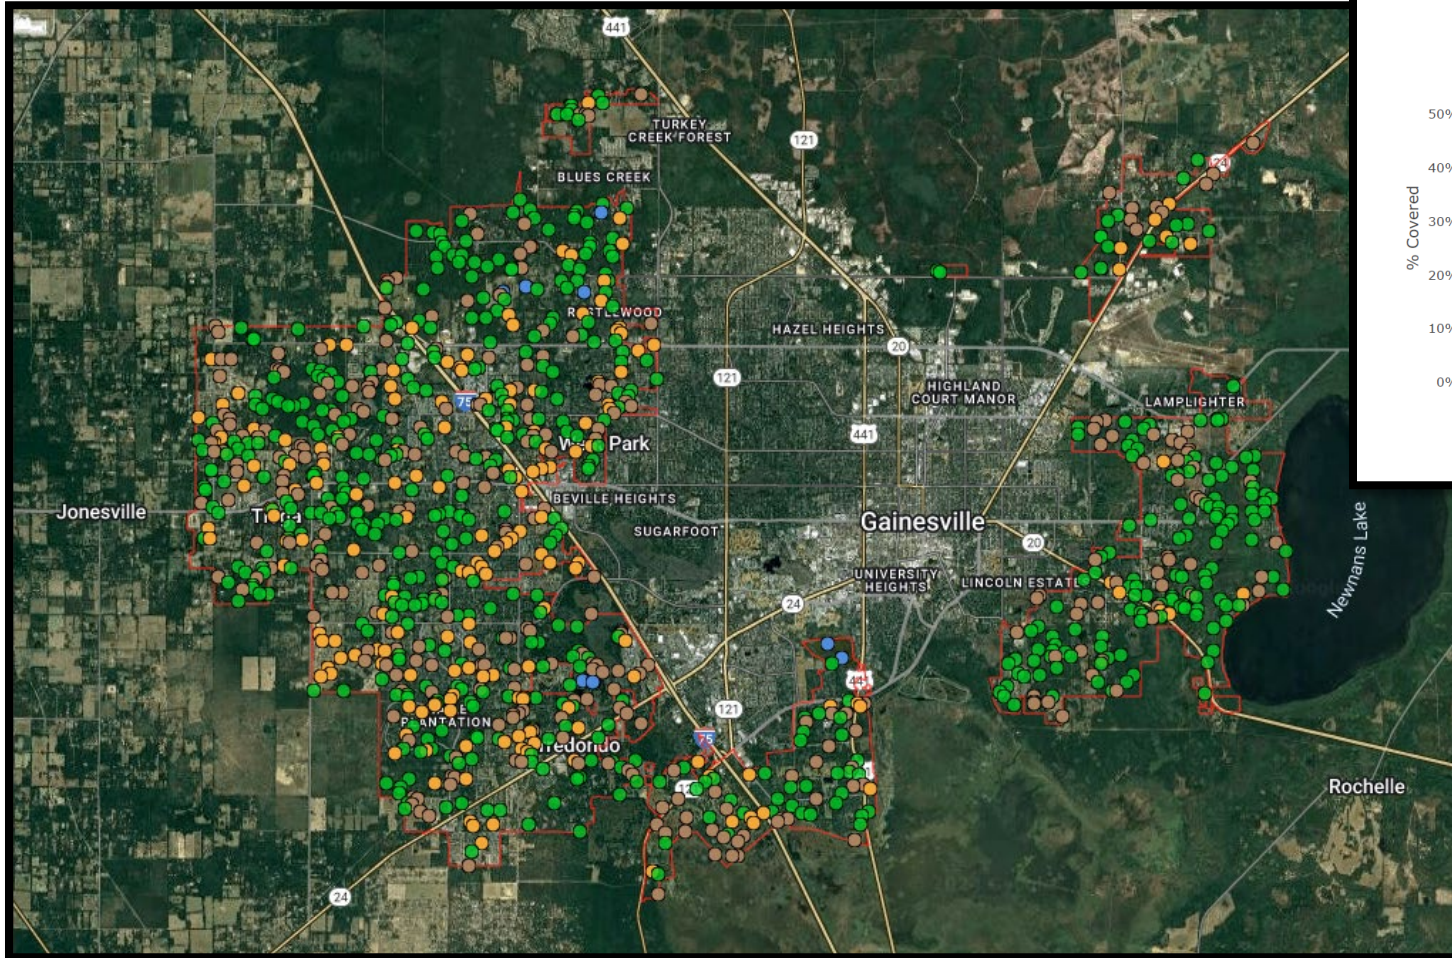 441
TURKEY
CREEK FOREST
121
BLUES CREEK
24
50%
40%
30%
20%
10%
0%
% Covered
HAZEL HEIGHTS
20
121
75
HIGHLAND
COURT MANOR
LAMPLIGHTER
441
Park
BEVILLE HEIGHTS
Jonesville
SUGARFOOT
Gainesville
20
Newnans Lake
UNIVERSITY
HEIGHTS
LINCOLN ESTATE
24
441
121
PLANTATION
75
Rochelle
24